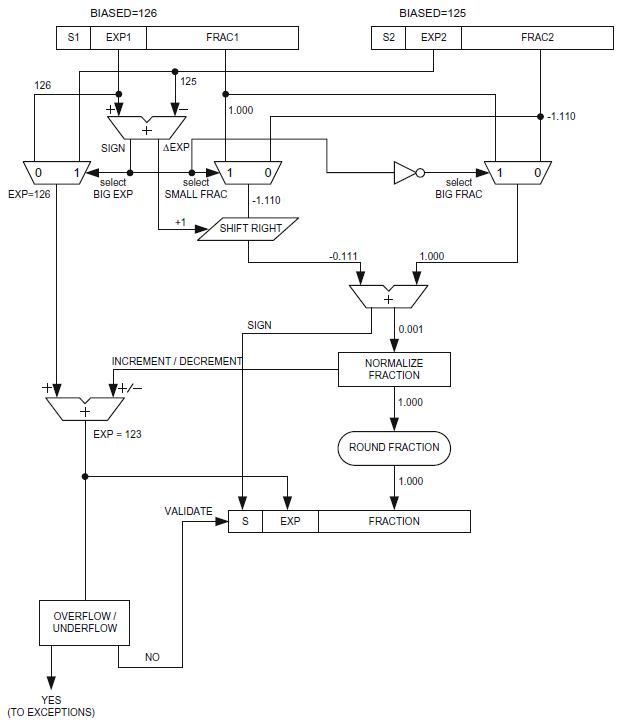 BIASED=126
BIASED=125
S1 EXP1 FRAC1
S2 EXP2 FRAC2
126
125
+ −
1.000
-1.110
+
SIGN
ΔEXP
0 1
1 0
1 0
select
BIG EXP
select
SMALL FRAC
select
BIG FRAC
EXP=126
-1.110
+1
SHIFT RIGHT
-0.111
1.000
+
SIGN
0.001
INCREMENT / DECREMENT
NORMALIZE
FRACTION
+ +/−
1.000
+
EXP = 123
ROUND FRACTION
1.000
VALIDATE
S EXP FRACTION
OVERFLOW /
UNDERFLOW
NO
YES
(TO EXCEPTIONS)